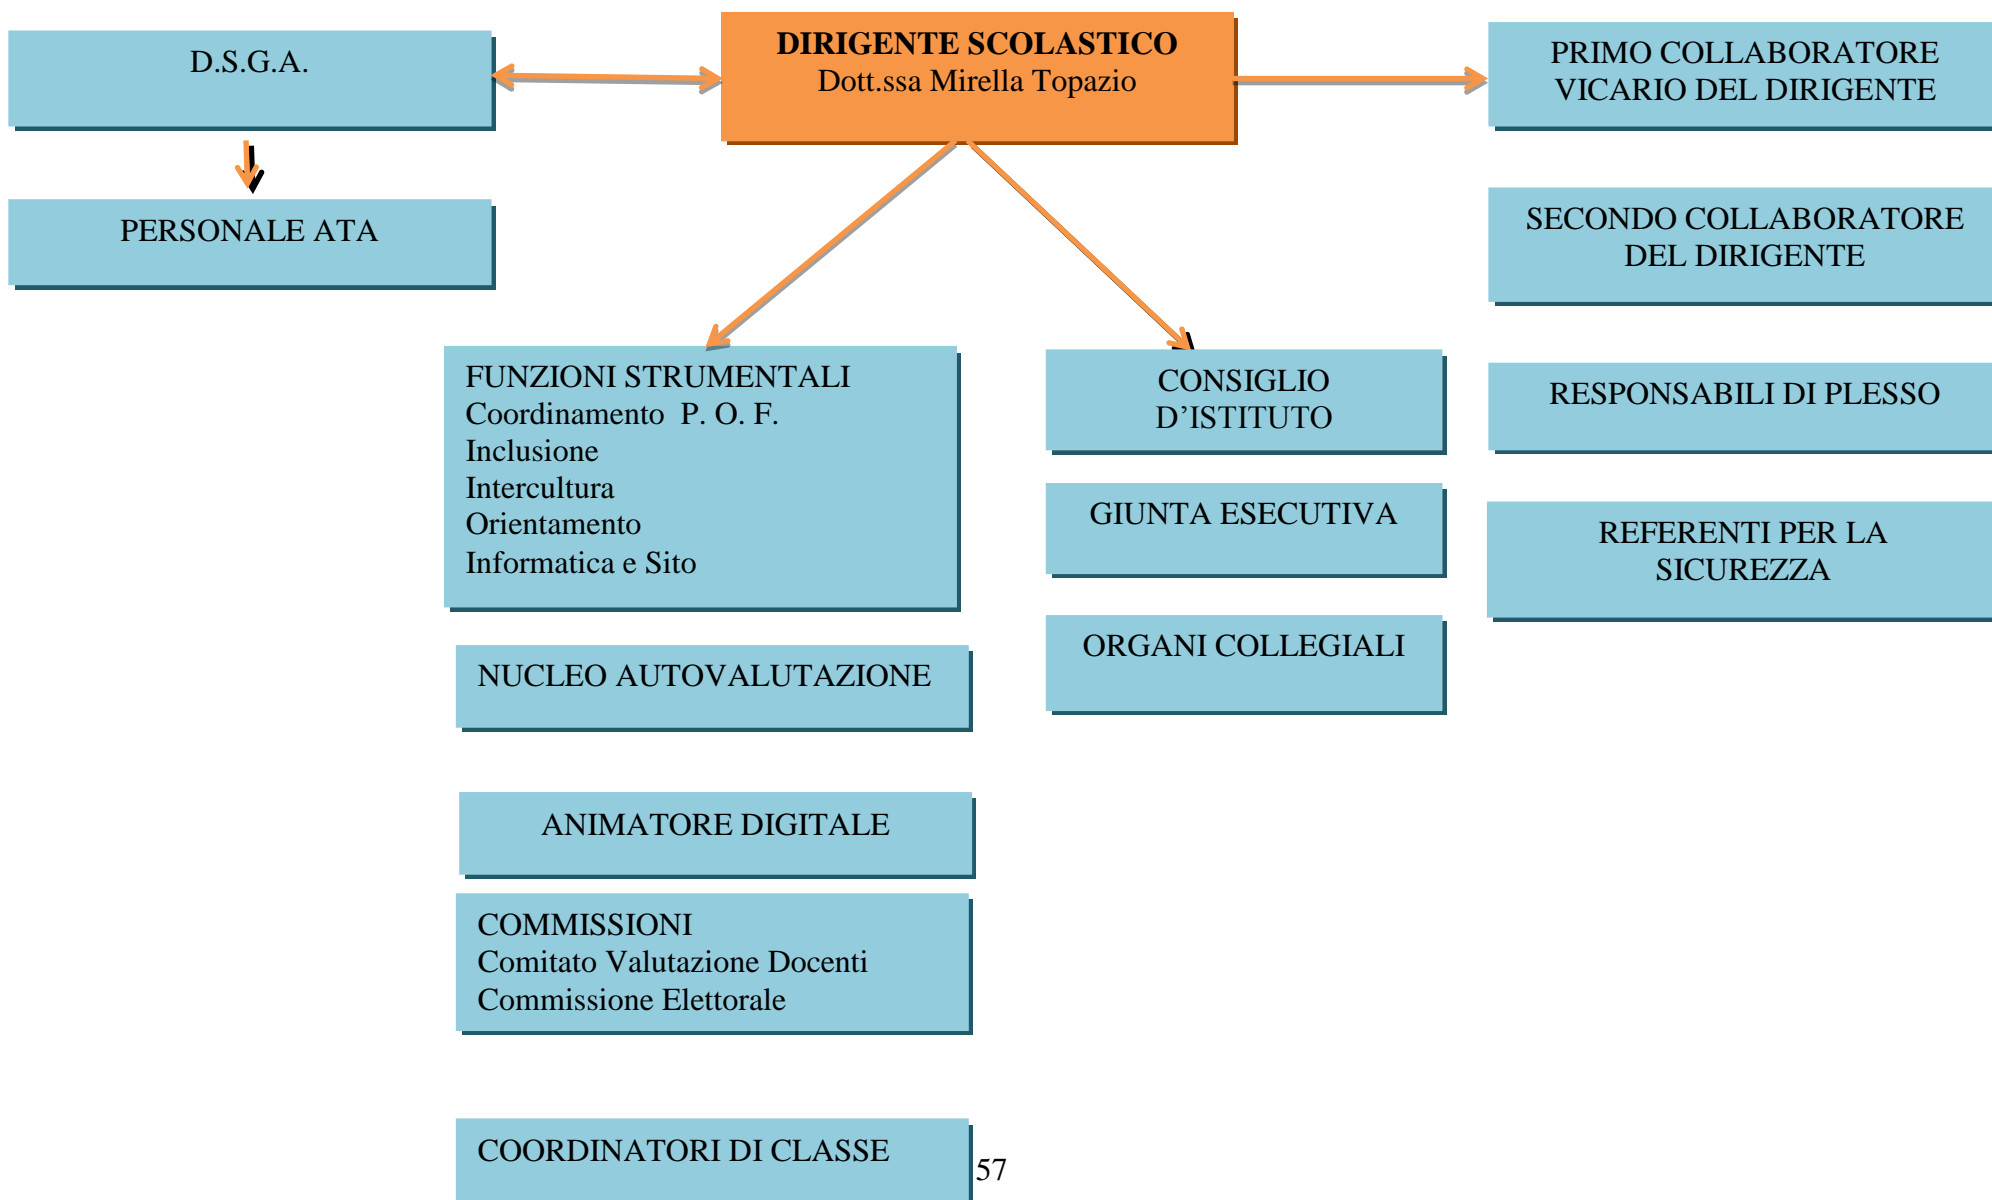 D.S.G.A.
DIRIGENTE SCOLASTICO
Dott.ssa Mirella Topazio
PRIMO COLLABORATORE
VICARIO DEL DIRIGENTE
PERSONALE ATA
SECONDO COLLABORATORE
DEL DIRIGENTE
FUNZIONI STRUMENTALI
Coordinamento P. O. F.
Inclusione
Intercultura
Orientamento
Informatica e Sito
CONSIGLIO
D’ISTITUTO
RESPONSABILI DI PLESSO
GIUNTA ESECUTIVA
REFERENTI PER LA
SICUREZZA
ORGANI COLLEGIALI
NUCLEO AUTOVALUTAZIONE
ANIMATORE DIGITALE
COMMISSIONI
Comitato Valutazione Docenti
Commissione Elettorale
COORDINATORI DI CLASSE
57